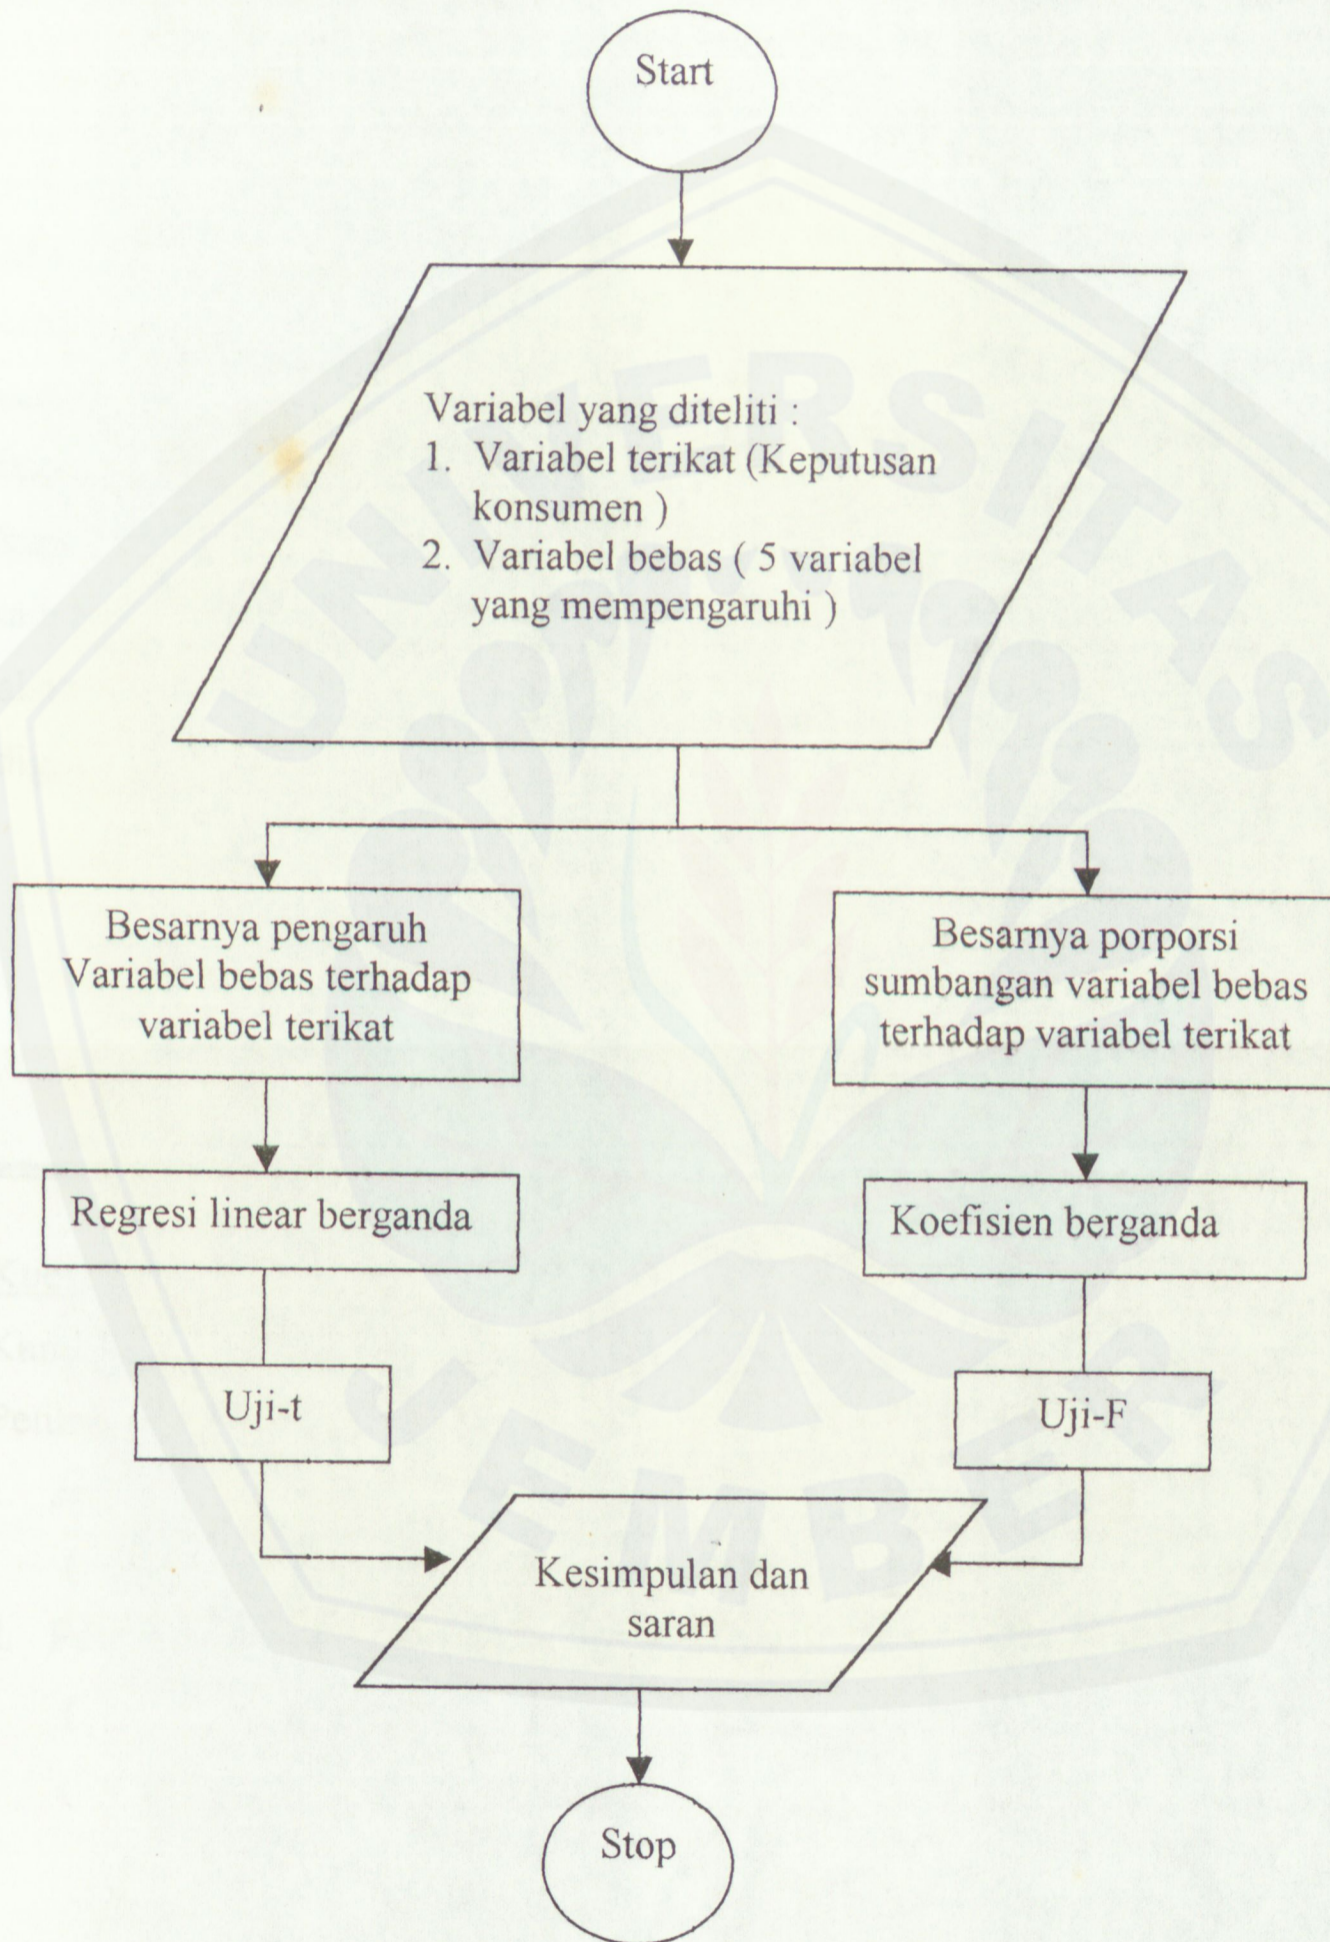 Start
Variabel yang diteliti :
1. Variabel terikat (Keputusan
konsumen )
2. Variabel bebas ( 5 variabel
yang mempengaruhi )
Besarnya pengaruh
Variabel bebas terhadap
variabel terikat
Besarnya porporsi
sumbangan variabel bebas
terhadap variabel terikat
Regresi linear berganda
Koefisien berganda
Uji-t
Uji-F
Kesimpulan dan
saran
Stop
UNIVERSITAS
JEMBER